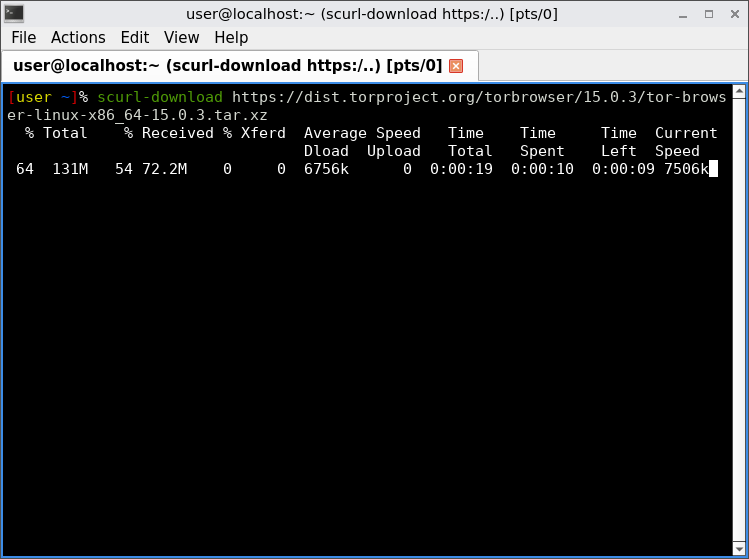 user@localhost:~ (scurl-download https:/..) [pts/0]
File Actions Edit View Help
user@localhost:~ (scurl-download https:/..) [pts/0]
[user ~]% scurl-download https://dist.torproject.org/torbrowser/15.0.3/tor-brows
er-linux-x86_64-15.0.3.tar.xz
  % Total    % Received % Xferd  Average Speed   Time    Time     Time  Current
                                 Dload  Upload   Total   Spent    Left  Speed
 64  131M   54 72.2M    0     0  6756k      0  0:00:19  0:00:10  0:00:09 7506k